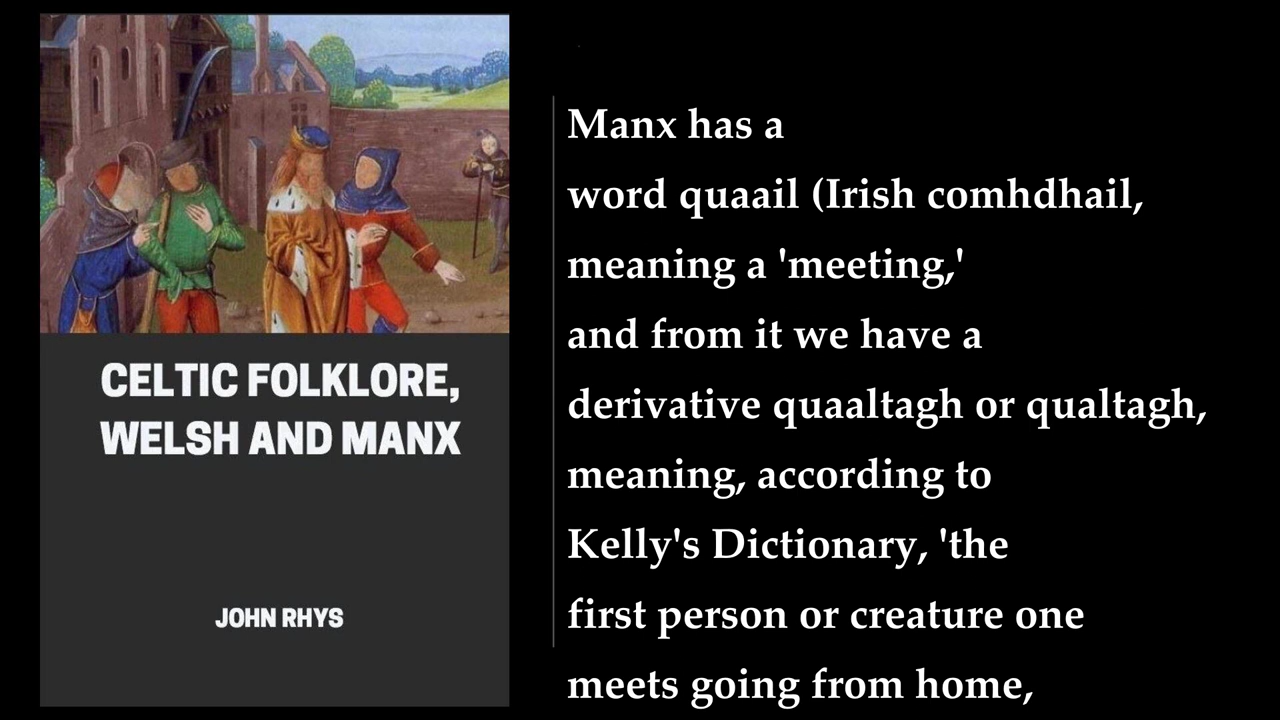 CELTIC FOLKLORE,
WELSH AND MANX
JOHN RHYS
Manx has a
word quaail (Irish comhdhail,
meaning a 'meeting,'
and from it we have a
derivative quaaltagh or qualtagh,
meaning, according to
Kelly's Dictionary, 'the
first person or creature one
meets going from home,